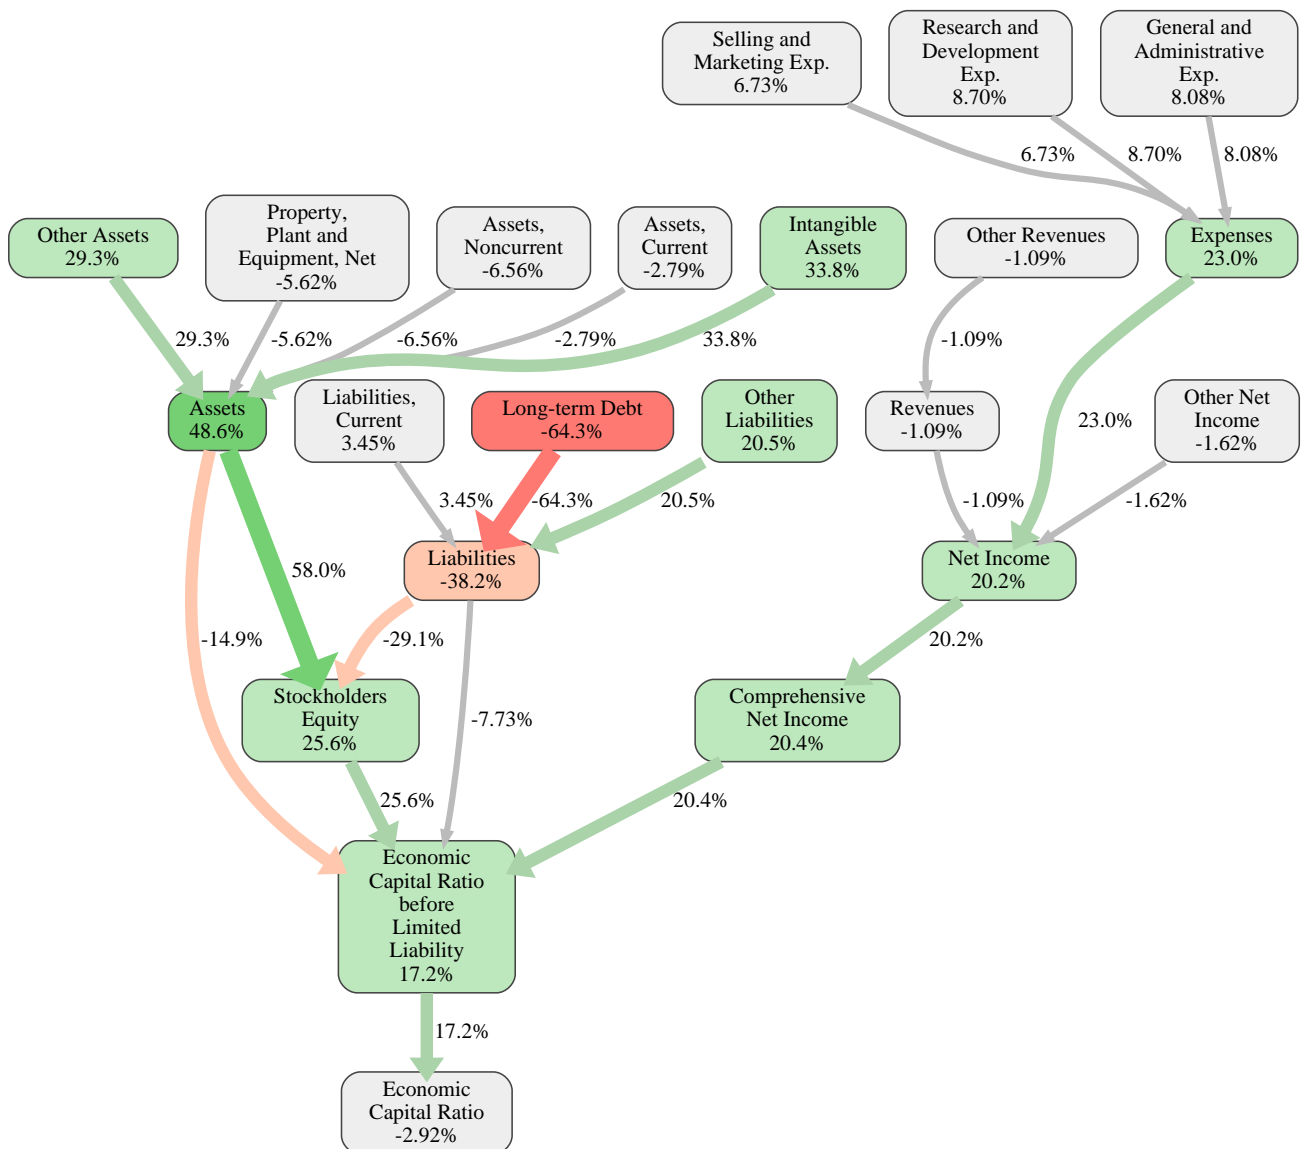 Selling and
Marketing Exp.
6.73%
Research and
Development
Exp.
8.70%
General and
Administrative
Exp.
8.08%
6.73%
8.70%
8.08%
Other Assets
29.3%
Property,
Plant and
Equipment, Net
-5.62%
Assets,
Noncurrent
-6.56%
Assets,
Current
-2.79%
Intangible
Assets
33.8%
Other Revenues
-1.09%
Expenses
23.0%
29.3%
-5.62%
-6.56%
-2.79%
33.8%
-1.09%
23.0%
Assets
48.6%
Liabilities,
Current
3.45%
Long-term Debt
-64.3%
Other
Liabilities
20.5%
Revenues
-1.09%
Other Net
Income
-1.62%
3.45%
-64.3%
20.5%
-1.09%
-1.62%
58.0%
Liabilities
-38.2%
Net Income
20.2%
-14.9%
-29.1%
20.2%
Stockholders
Equity
25.6%
-7.73%
Comprehensive
Net Income
20.4%
25.6%
20.4%
Economic
Capital Ratio
before
Limited
Liability
17.2%
17.2%
Economic
Capital Ratio
-2.92%